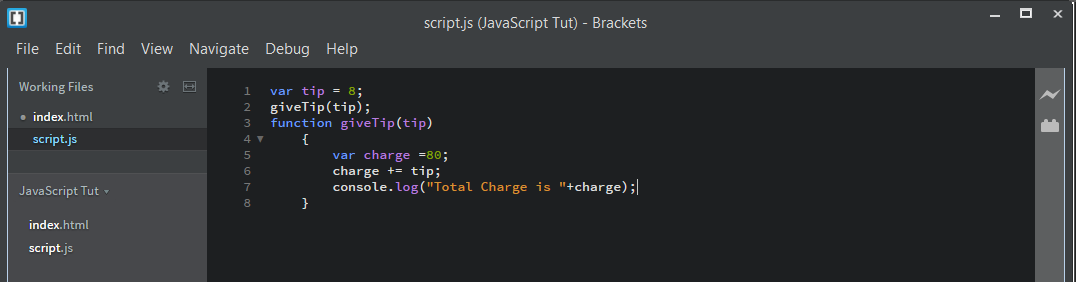 script.js (JavaScript Tut) - Brackets
File Edit Find View Navigate Debug Help
Working Files
index.html
script.js
JavaScript Tut
index.html
script.js
1 var tip = 8;
2 giveTip(tip);
3 function giveTip(tip)
4 {
5 var charge =80;
6 charge += tip;
7 console.log("Total Charge is "+charge);
8 }